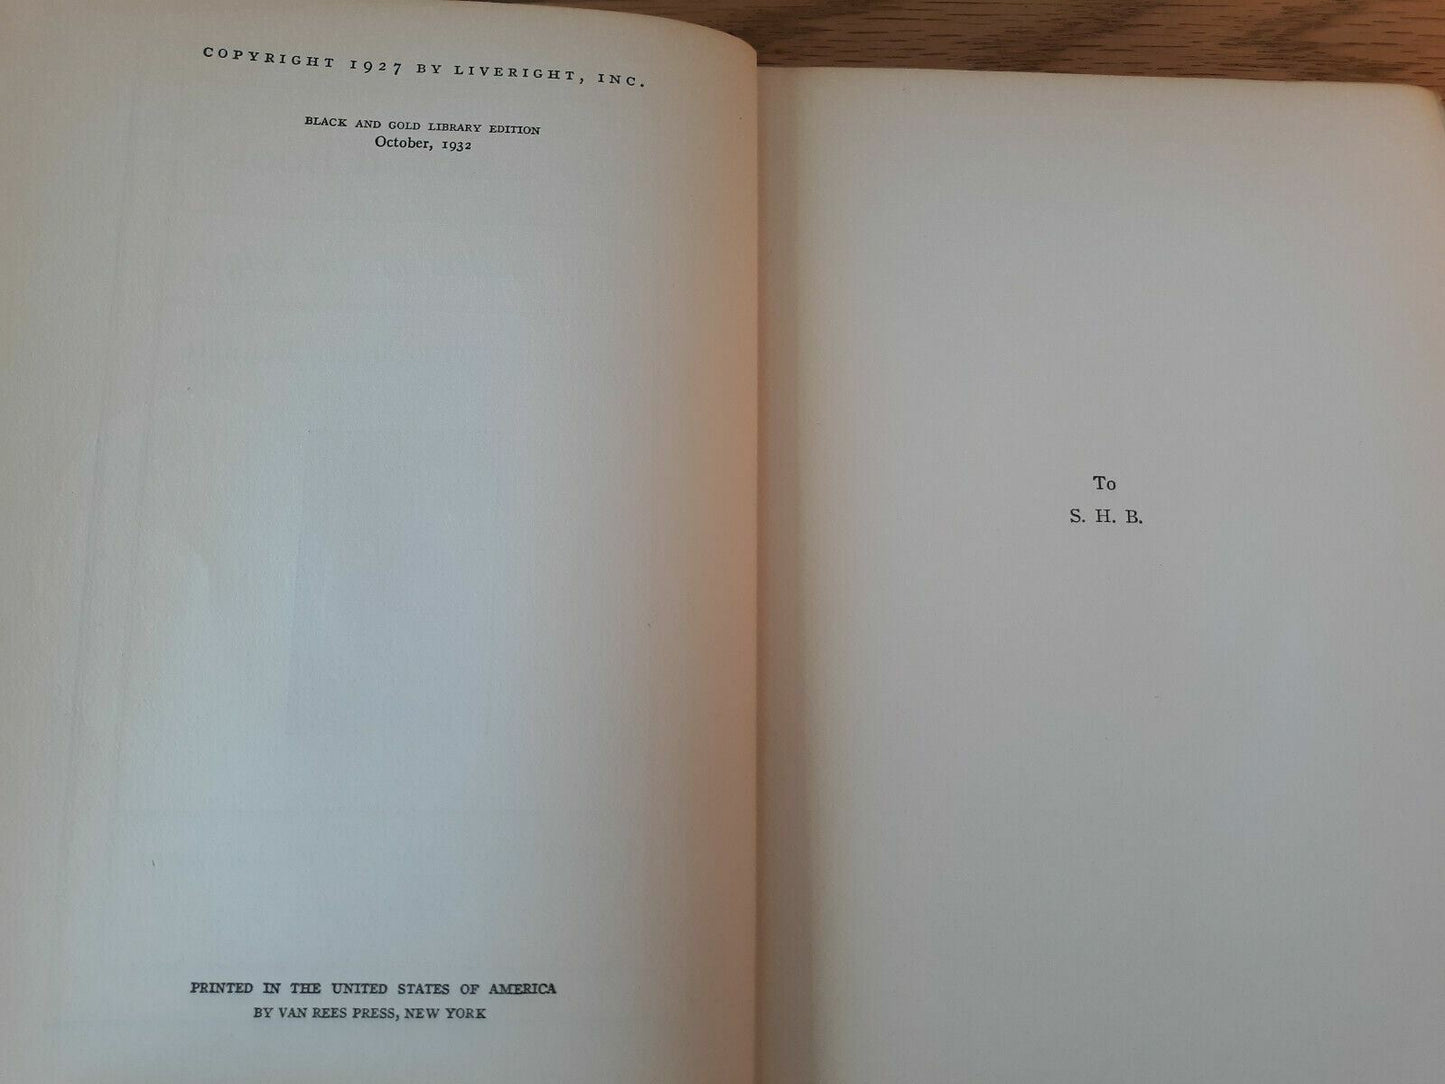 COPYRIGHT 1927 BY LIVERIGHT, INC.
BLACK AND GOLD LIBRARY EDITION
October, 1932
PRINTED IN THE UNITED STATES OF AMERICA
BY VAN REES PRESS, NEW YORK
To
S. H. B.